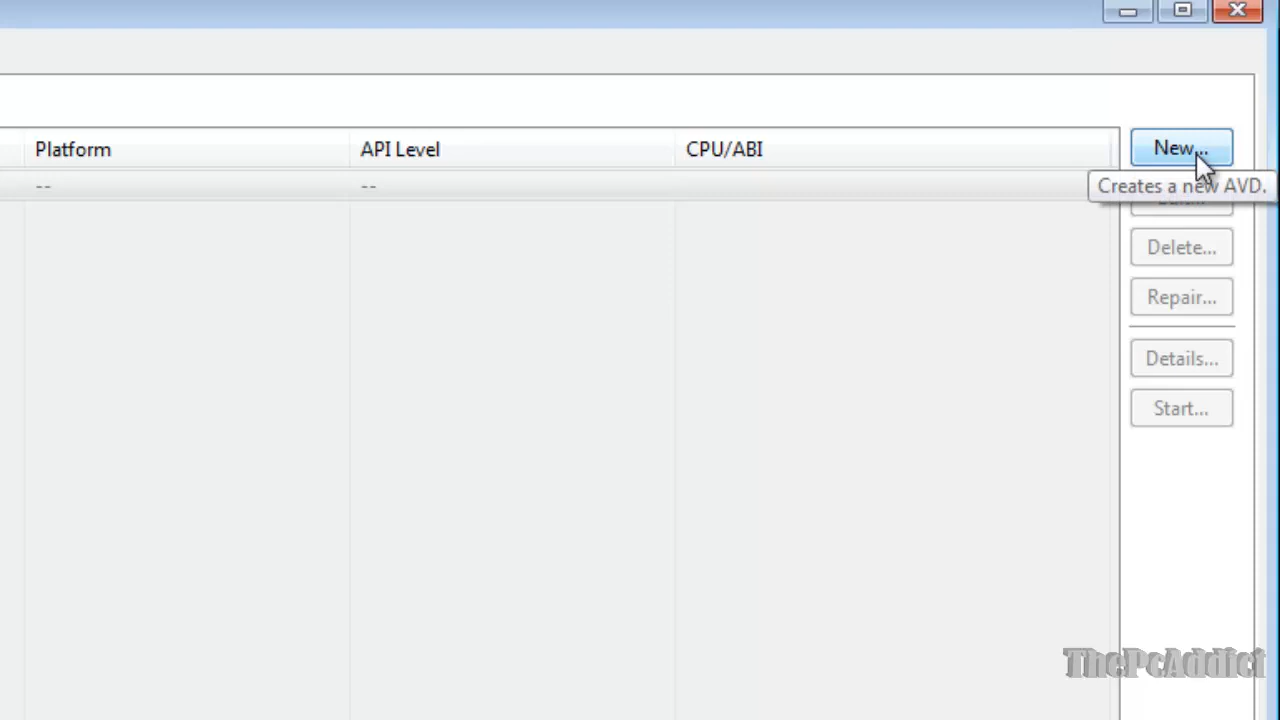 Platform API Level CPU/ABI New...
-- --
Creates a new AVD.
Delete...
Repair...
Details...
Start...
ThePcAddict